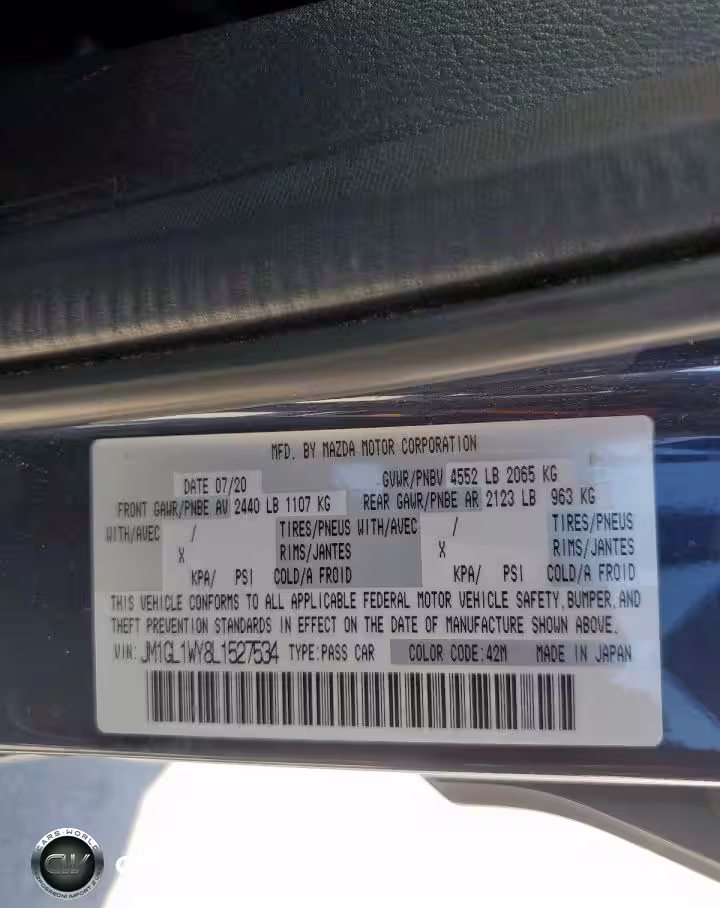 MFD. BY MAZDA MOTOR CORPORATION
DATE 07/20 GVWR/PNBV 4552 LB 2065 KG
FRONT GAWR/PNBE AV 2440 LB 1107 KG REAR GAWR/PNBE AR 2123 LB 963 KG
WITH/AVEC / TIRES/PNEUS WITH/AVEC / TIRES/PNEUS
X RIMS/JANTES X RIMS/JANTES
KPA/ PSI COLD/A FROID KPA/ PSI COLD/A FROID
THIS VEHICLE CONFORMS TO ALL APPLICABLE FEDERAL MOTOR VEHICLE SAFETY, BUMPER, AND
THEFT PREVENTION STANDARDS IN EFFECT ON THE DATE OF MANUFACTURE SHOWN ABOVE.
VIN: JM1GL1WY8L1527534 TYPE:PASS CAR COLOR CODE:42M MADE IN JAPAN
CARS-WORLD
CW